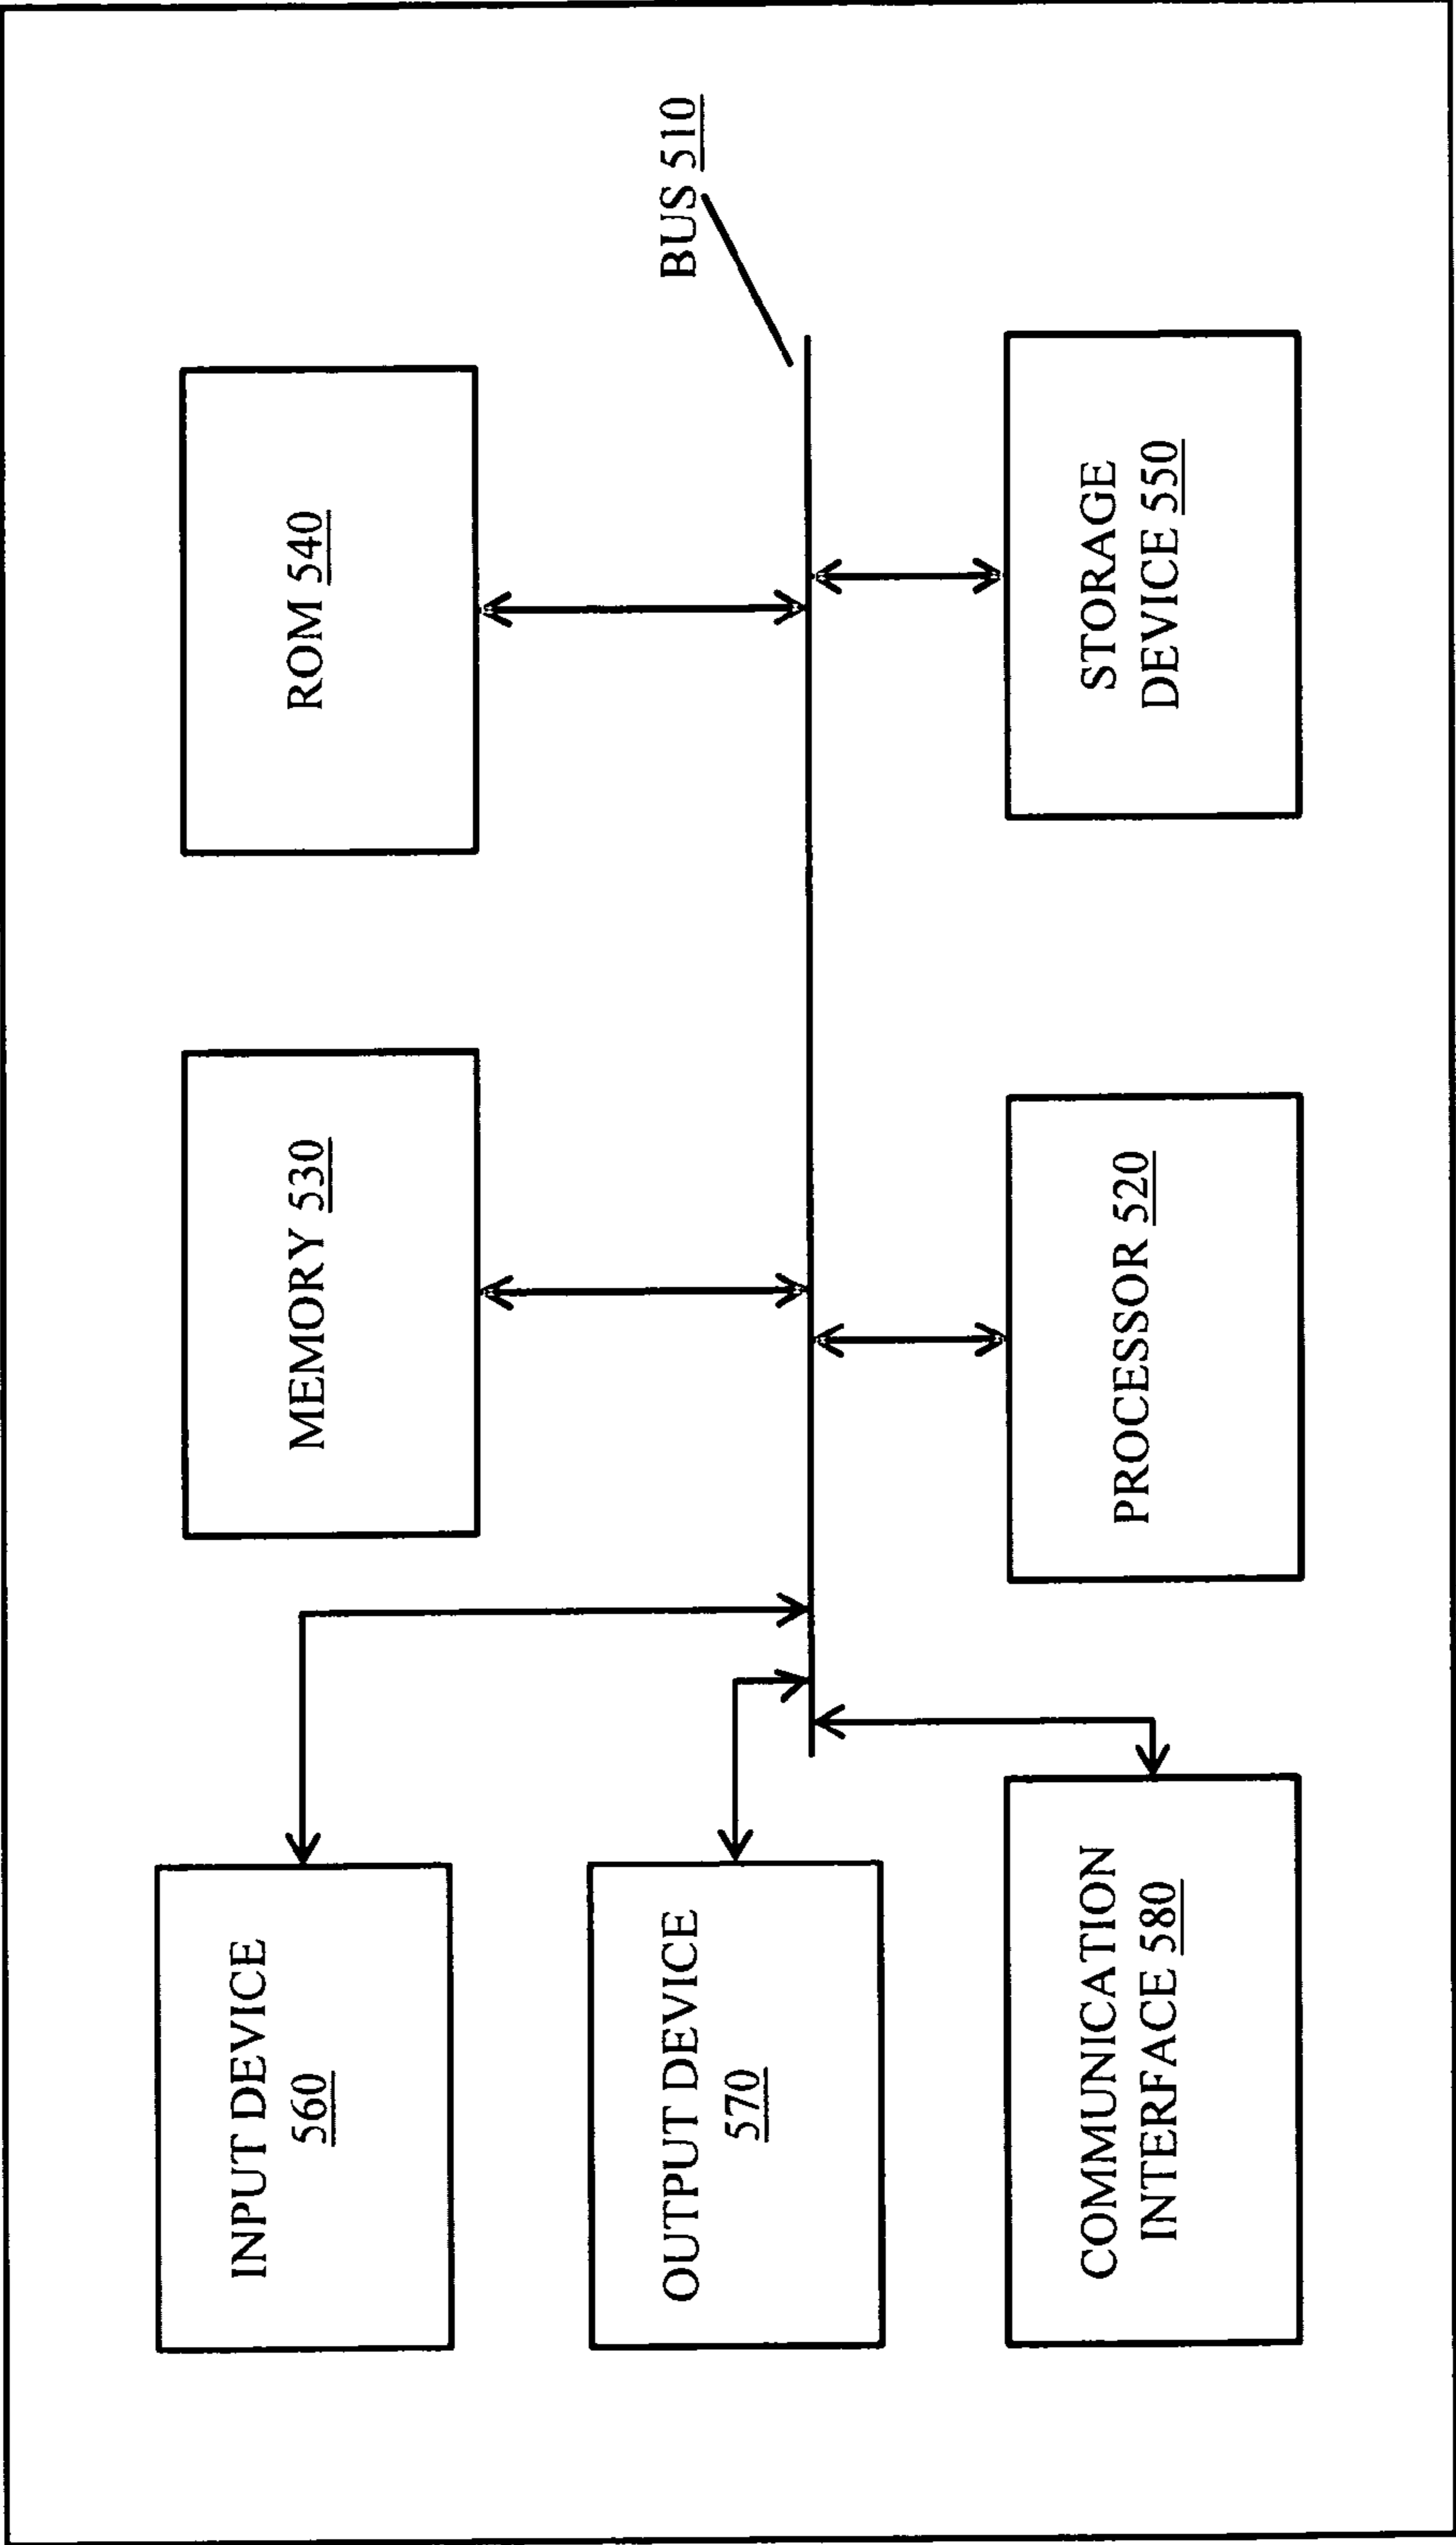 INPUT DEVICE
560
MEMORY 530
ROM 540
OUTPUT DEVICE
570
BUS 510
COMMUNICATION
INTERFACE 580
PROCESSOR 520
STORAGE
DEVICE 550